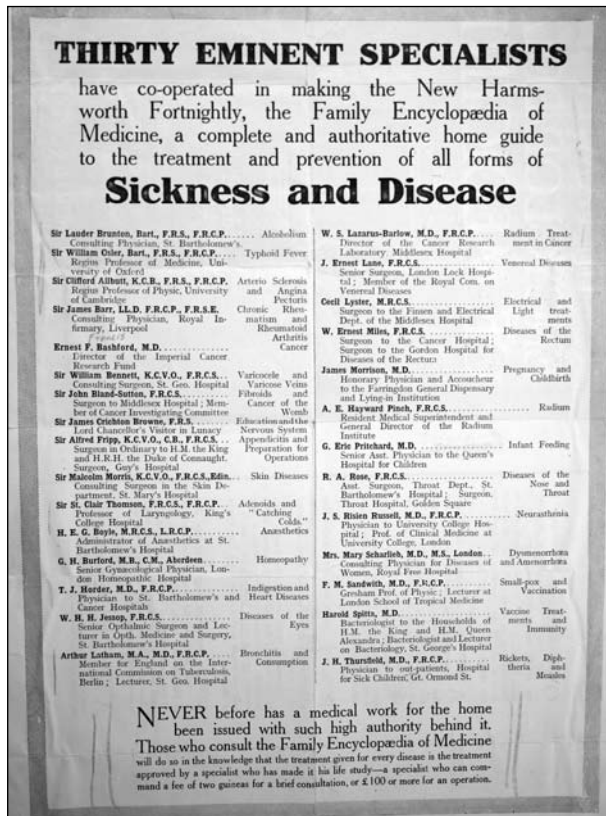 THIRTY EMINENT SPECIALISTS
have co-operated in making the New Harms-
worth Fortnightly, the Family Encyclopædia of
Medicine, a complete and authoritative home guide
to the treatment and prevention of all forms of
Sickness and Disease
Sir Lauder Brunton, Bart., F.R.S., F.R.C.P. ..... Alcoholism
Consulting Physician, St. Bartholomew's.
Sir William Osler, Bart., F.R.S., F.R.C.P. .... Typhoid Fever
Regius Professor of Medicine, Uni-
versity of Oxford
Sir Clifford Allbutt, K.C.B., F.R.S., F.R.C.P. Arterio Sclerosis
Regius Professor of Physic, University and Angina
of Cambridge Pectoris
Sir James Barr, LL.D, F.R.C.P., F.R.S.E. Chronic Rheu-
Consulting Physician, Royal In- matism and
firmary, Liverpool Rheumatoid
Arthritis
Ernest F. Bashford, M.D. ................ Cancer
Director of the Imperial Cancer
Research Fund
Sir William Bennett, K.C.V.O., F.R.C.S. .. Varicocele and
Consulting Surgeon, St. Geo. Hospital Varicose Veins
Sir John Bland-Sutton, F.R.C.S. ........ Fibroids and
Surgeon to Middlesex Hospital; Mem- Cancer of the
ber of Cancer Investigating Committee Womb
Sir James Crichton Browne, F.R.S. .. Education and the
Lord Chancellor's Visitor in Lunacy Nervous System
Sir Alfred Fripp, K.C.V.O., C.B., F.R.C.S. .. Appendicitis and
Surgeon in Ordinary to H.M. the King Preparation for
and H.R.H. the Duke of Connaught. Operations
Surgeon, Guy's Hospital
Sir Malcolm Morris, K.C.V.O., F.R.C.S., Edin. Skin Diseases
Consulting Surgeon in the Skin De-
partment, St. Mary's Hospital
Sir St. Clair Thomson, F.R.C.S., F.R.C.P. Adenoids and
Professor of Laryngology, King's "Catching
College Hospital Colds."
H. E. G. Boyle, M.R.C.S., L.R.C.P. ........ Anæsthetics
Administrator of Anæsthetics at St.
Bartholomew's Hospital
G. H. Burford, M.B., C.M., Aberdeen ...... Homeopathy
Senior Gynæcological Physician, Lon-
don Homeopathic Hospital
T. J. Horder, M.D., F.R.C.P. ........ Indigestion and
Physician to St. Bartholomew's and Heart Diseases
Cancer Hospitals
W. H. H. Jessop, F.R.C.S. ........ Diseases of the
Senior Opthalmic Surgeon and Lec- Eyes
turer in Opth. Medicine and Surgery,
St. Bartholomew's Hospital
Arthur Latham, M.A., M.D., F.R.C.P. .... Bronchitis and
Member for England on the Inter- Consumption
national Commission on Tuberculosis,
Berlin; Lecturer, St. Geo. Hospital
W. S. Lazarus-Barlow, M.D., F.R.C.P. .... Radium Treat-
Director of the Cancer Research ment in Cancer
Laboratory. Middlesex Hospital
J. Ernest Lane, F.R.C.S. ............ Venereal Diseases
Senior Surgeon, London Lock Hospi-
tal; Member of the Royal Com. on
Venereal Diseases
Cecil Lyster, M.R.C.S. .............. Electrical and
Surgeon to the Finsen and Electrical Light treat-
Dept. of the Middlesex Hospital ments
W. Ernest Miles, F.R.C.S. .......... Diseases of the
Surgeon to the Cancer Hospital; Rectum
Surgeon to the Gordon Hospital for
Diseases of the Rectum
James Morrison, M.D. .............. Pregnancy and
Honorary Physician and Accoucheur Childbirth
to the Farringdon General Dispensary
and Lying-in Institution
A. E. Hayward Pinch, F.R.C.S. .......... Radium
Resident Medical Superintendent and
General Director of the Radium
Institute
G. Eric Pritchard, M.D. ............ Infant Feeding
Senior Asst. Physician to the Queen's
Hospital for Children
R. A. Rose, F.R.C.S. .............. Diseases of the
Asst. Surgeon, Throat Dept., St. Nose and
Bartholomew's Hospital; Surgeon, Throat
Throat Hospital, Golden Square
J. S. Risien Russell, M.D., F.R.C.P. ...... Neurasthenia
Physician to University College Hos-
pital; Prof. of Clinical Medicine at
University College, London
Mrs. Mary Scharlieb, M.D., M.S., London .. Dysmenorrhœa
Consulting Physician for Diseases of and Amenorrhœa
Women, Royal Free Hospital
F. M. Sandwith, M.D., F.R.C.P. ........ Small-pox and
Gresham Prof. of Physic; Lecturer at Vaccination
London School of Tropical Medicine
Harold Spitta, M.D. .............. Vaccine Treat-
Bacteriologist to the Households of ments and
H.M. the King and H.M. Queen Immunity
Alexandra; Bacteriologist and Lecturer
on Bacteriology, St. George's Hospital
J. H. Thursfield, M.D., F.R.C.P. ........ Rickets, Diph-
Physician to out-patients, Hospital theria and
for Sick Children, Gt. Ormond St. Measles
NEVER before has a medical work for the home
been issued with such high authority behind it.
Those who consult the Family Encyclopædia of Medicine
will do so in the knowledge that the treatment given for every disease is the treatment
approved by a specialist who has made it his life study—a specialist who can com-
mand a fee of two guineas for a brief consultation, or £100 or more for an operation.